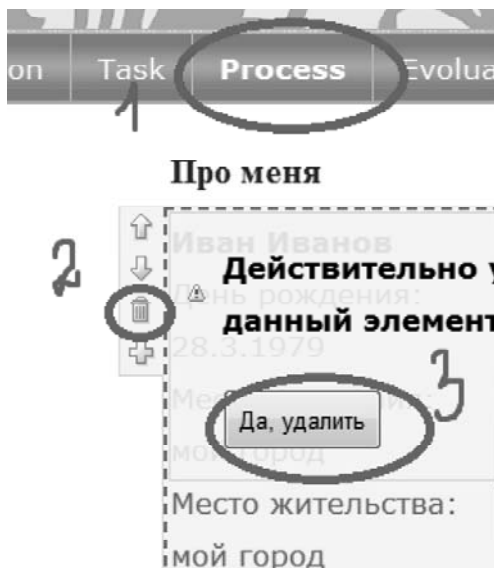 on Task Process Evolua
1
Про меня
2
Иван Иванов
Действительно у
День рождения:
данный элемент
28.3.1979
3
Да, удалить
мой город
Место жительства:
мой город